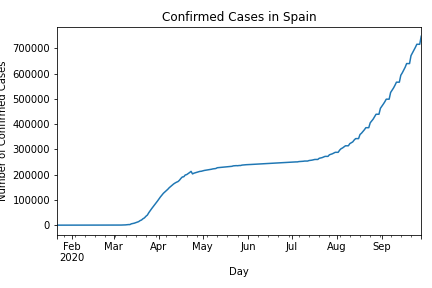 Confirmed Cases in Spain
Number of Confirmed Cases
700000
600000
500000
400000
300000
200000
100000
0
Feb
2020
Mar
Apr
May
Jun
Jul
Aug
Sep
Day